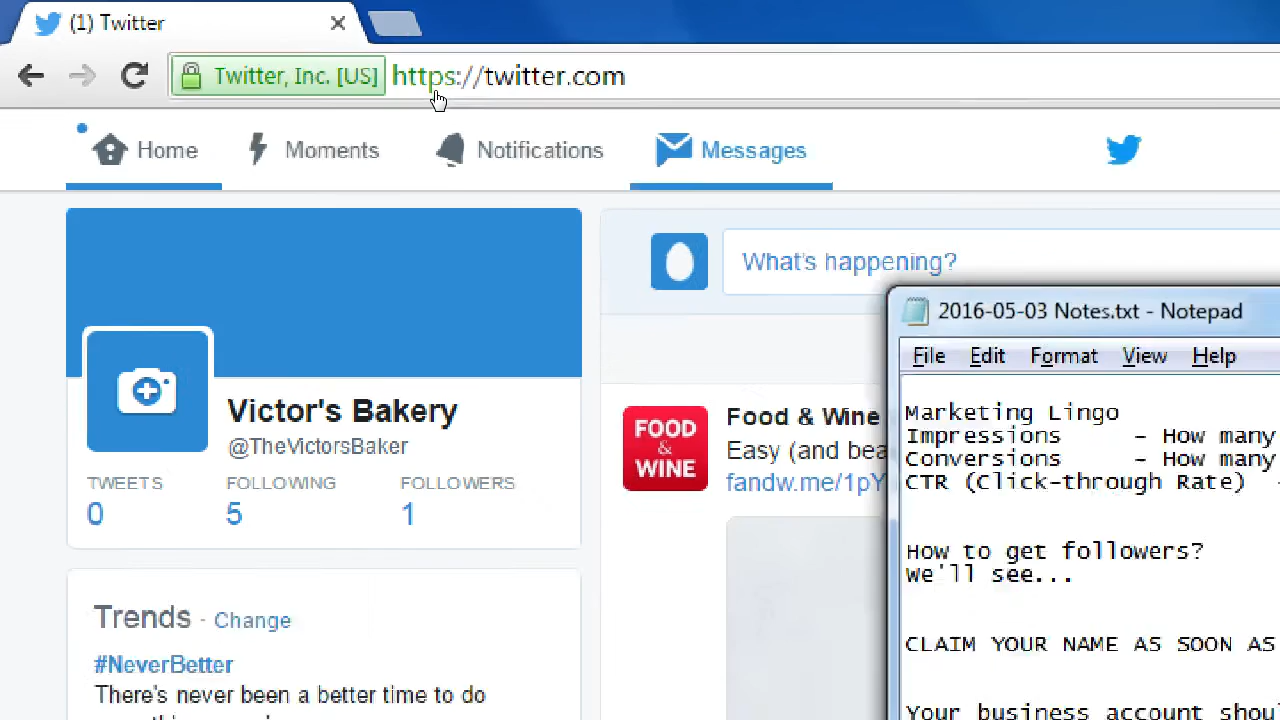 (1) Twitter
Twitter, Inc. [US] https://twitter.com
Home Moments Notifications Messages
What's happening?
Victor's Bakery
@TheVictorsBaker
TWEETS FOLLOWING FOLLOWERS
0 5 1
Trends - Change
#NeverBetter
There's never been a better time to do
FOOD
&
WINE
Food & Wine
Easy (and bea
fandw.me/1pY
2016-05-03 Notes.txt - Notepad
File Edit Format View Help
Marketing Lingo
Impressions - How many
Conversions - How many
CTR (Click-through Rate) -
How to get followers?
We'll see...
CLAIM YOUR NAME AS SOON AS
Your business account shoul